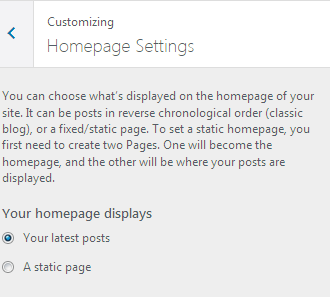 Customizing
Homepage Settings
You can choose what's displayed on the homepage of your
site. It can be posts in reverse chronological order (classic
blog), or a fixed/static page. To set a static homepage, you
first need to create two Pages. One will become the
homepage, and the other will be where your posts are
displayed.
Your homepage displays
Your latest posts
A static page